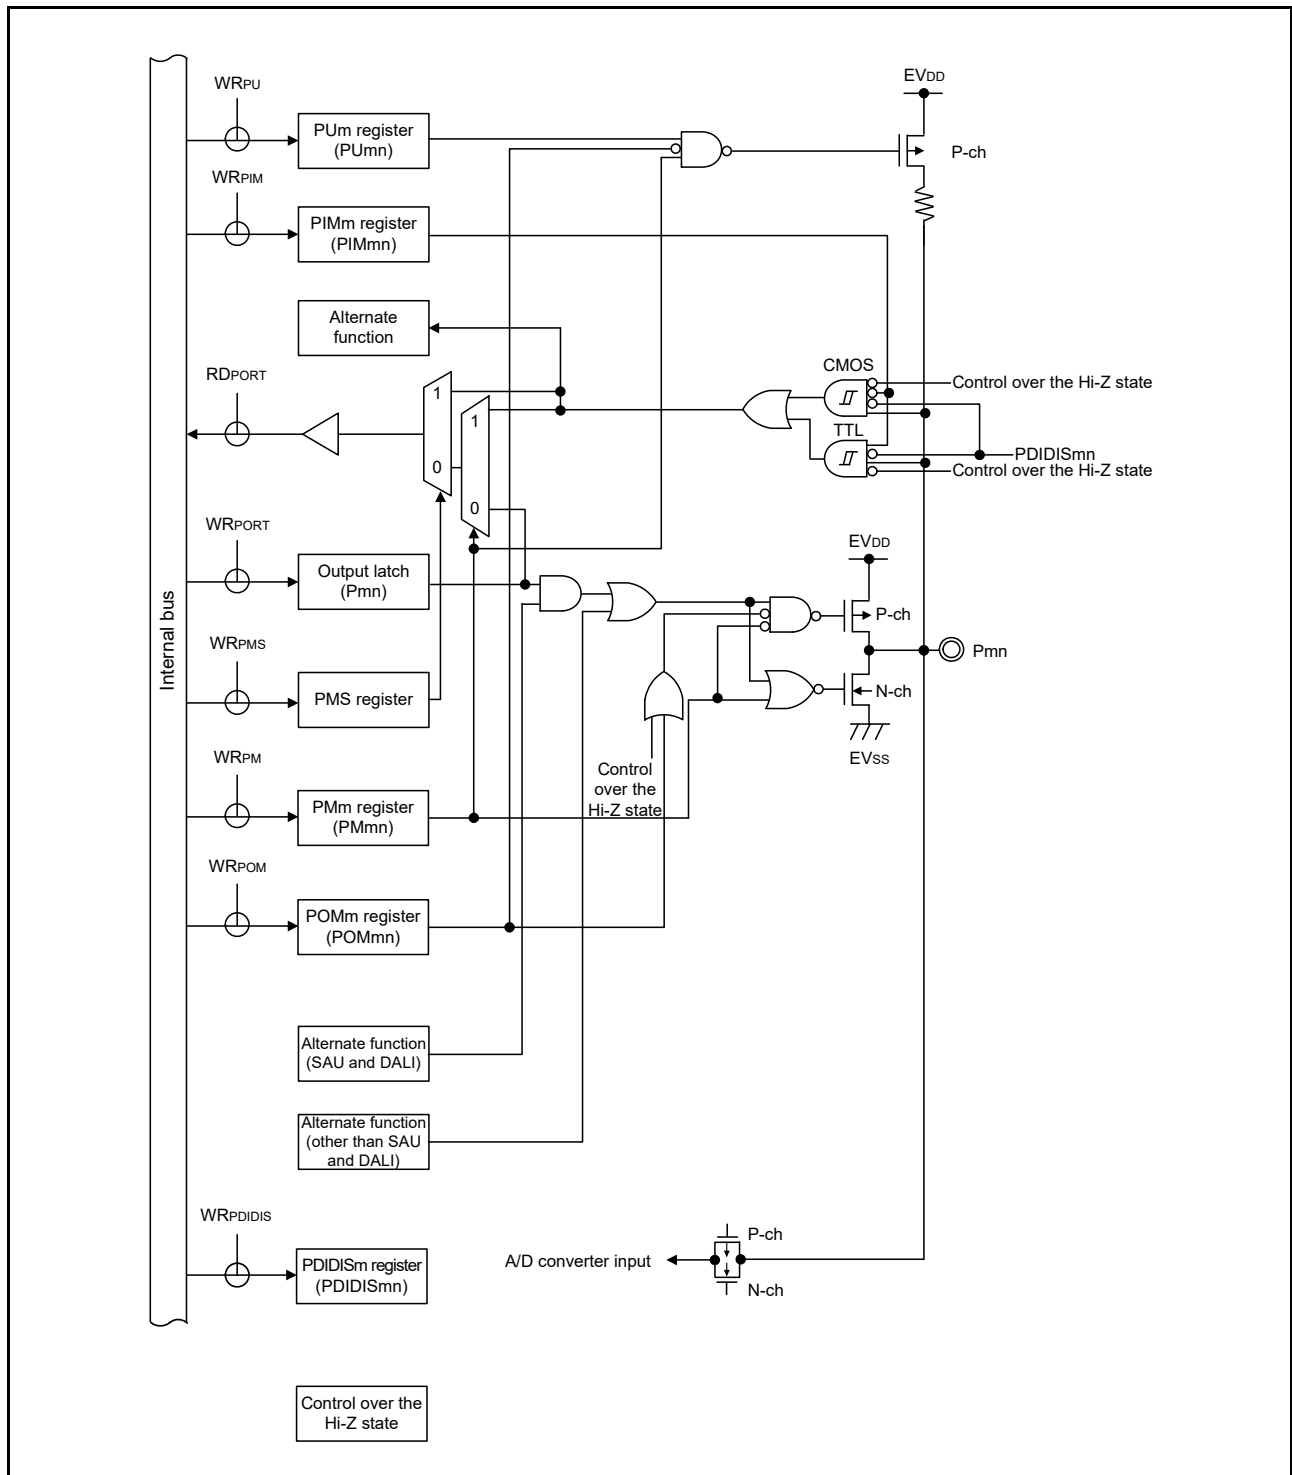 WRPU
PUm register
(PUmn)
EVDD
P-ch
WRPIM
PIMm register
(PIMmn)
Alternate
function
RDPORT
1
0
1
0
CMOS
Control over the Hi-Z state
TTL
PDIDISmn
Control over the Hi-Z state
WRPORT
Output latch
(Pmn)
EVDD
P-ch
Pmn
N-ch
EVSS
Internal bus
WRPMS
PMS register
Control
over the
Hi-Z state
WRPM
PMm register
(PMmn)
WRPOM
POMm register
(POMmn)
Alternate function
(SAU and DALI)
Alternate function
(other than SAU
and DALI)
WRPDIDIS
PDIDISm register
(PDIDISmn)
A/D converter input
P-ch
N-ch
Control over the
Hi-Z state